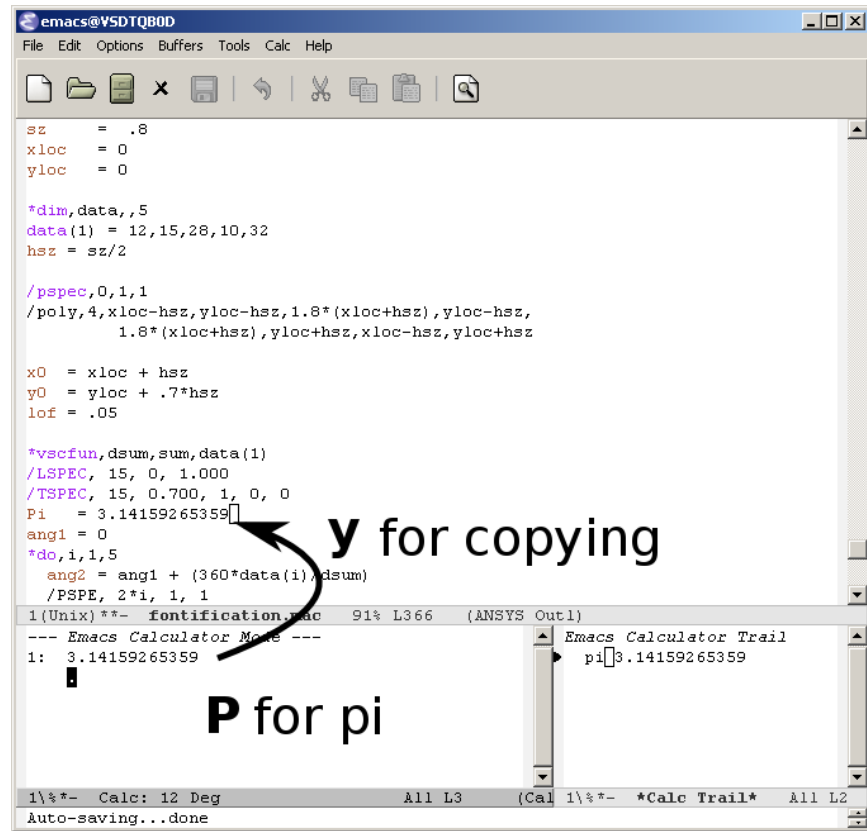 emacs@VSDTQB0D
File Edit Options Buffers Tools Calc Help
sz = .8
xloc = 0
yloc = 0
*dim,data,,5
data(1) = 12,15,28,10,32
hsz = sz/2
/pspec,0,1,1
/poly,4,xloc-hsz,yloc-hsz,1.8*(xloc+hsz),yloc-hsz,
1.8*(xloc+hsz),yloc+hsz,xloc-hsz,yloc+hsz
x0 = xloc + hsz
y0 = yloc + .7*hsz
lof = .05
*vscfun,dsum,sum,data(1)
/LSPEC, 15, 0, 1.000
/TSPEC, 15, 0.700, 1, 0, 0
Pi = 3.14159265359
y for copying
ang1 = 0
*do,i,1,5
ang2 = ang1 + (360*data(i)/dsum)
/PSPE, 2*i, 1, 1
1(Unix)**- fontification.mac 91% L366 (ANSYS Outl)
--- Emacs Calculator Mode ---
1: 3.14159265359
.
P for pi
1\%*- Calc: 12 Deg All L3 (Cal
Emacs Calculator Trail
pi 3.14159265359
1\%*- *Calc Trail* All L2
Auto-saving...done